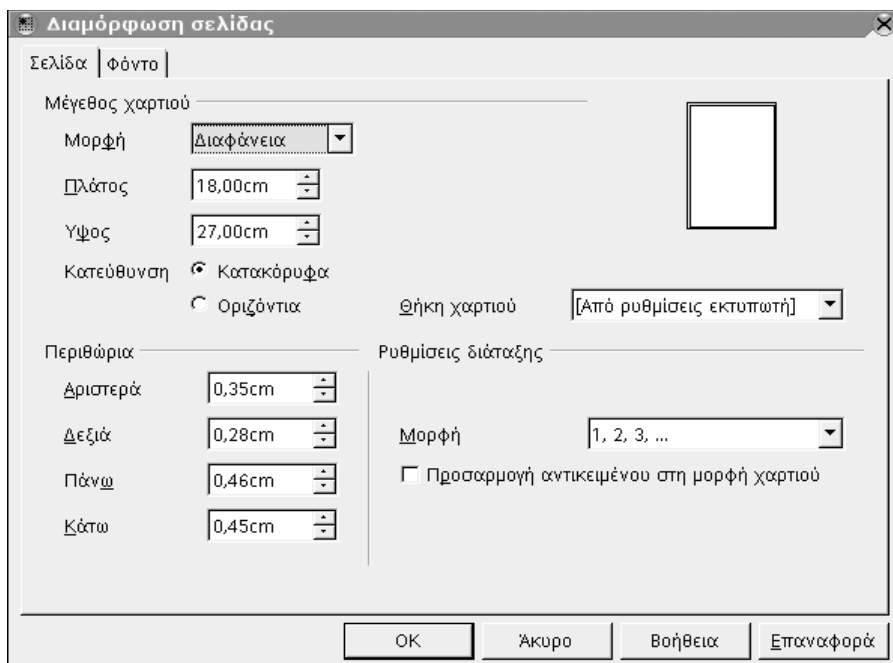 Διαμόρφωση σελίδας
Σελίδα Φόντο
Μέγεθος χαρτιού
Μορφή Διαφάνεια
Πλάτος 18,00cm
Υψος 27,00cm
Κατεύθυνση Κατακόρυφα
Οριζόντια Θήκη χαρτιού [Από ρυθμίσεις εκτυπωτή]
Περιθώρια Ρυθμίσεις διάταξης
Αριστερά 0,35cm
Δεξιά 0,28cm Μορφή 1, 2, 3, ...
Πάνω 0,46cm Προσαρμογή αντικειμένου στη μορφή χαρτιού
Κάτω 0,45cm
OK Άκυρο Βοήθεια Επαναφορά